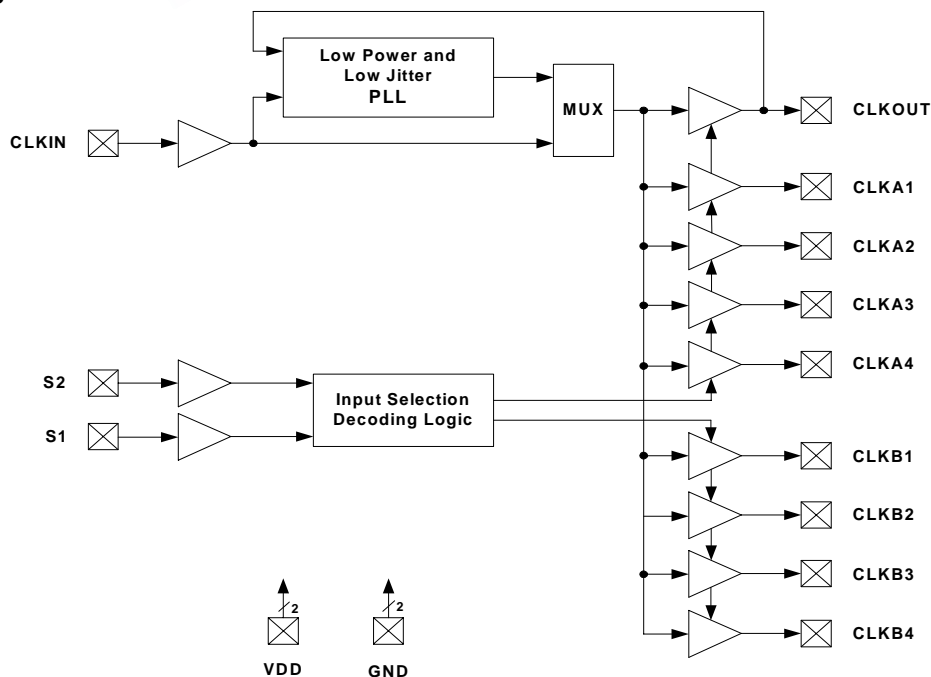 Low Power and
Low Jitter
PLL
MUX
CLKIN
CLKOUT
CLKA1
CLKA2
CLKA3
CLKA4
S2
S1
Input Selection
Decoding Logic
CLKB1
CLKB2
CLKB3
CLKB4
2
2
VDD
GND